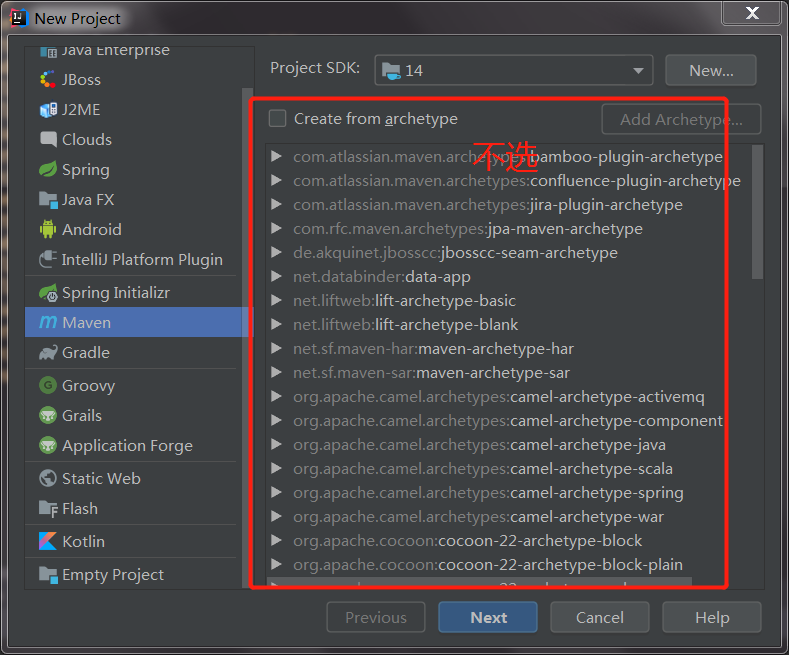 New Project
Java Enterprise
JBoss
J2ME
Clouds
Spring
Java FX
Android
IntelliJ Platform Plugin
Spring Initializr
Maven
Gradle
Groovy
Grails
Application Forge
Static Web
Flash
Kotlin
Empty Project
Project SDK: 14 New...
Create from archetype Add Archetype...
不选
com.atlassian.maven.archetypes:bamboo-plugin-archetype
com.atlassian.maven.archetypes:confluence-plugin-archetype
com.atlassian.maven.archetypes:jira-plugin-archetype
com.rfc.maven.archetypes:jpa-maven-archetype
de.akquinet.jbosscc:jbosscc-seam-archetype
net.databinder:data-app
net.liftweb:lift-archetype-basic
net.liftweb:lift-archetype-blank
net.sf.maven-har:maven-archetype-har
net.sf.maven-sar:maven-archetype-sar
org.apache.camel.archetypes:camel-archetype-activemq
org.apache.camel.archetypes:camel-archetype-component
org.apache.camel.archetypes:camel-archetype-java
org.apache.camel.archetypes:camel-archetype-scala
org.apache.camel.archetypes:camel-archetype-spring
org.apache.camel.archetypes:camel-archetype-war
org.apache.cocoon:cocoon-22-archetype-block
org.apache.cocoon:cocoon-22-archetype-block-plain
Previous Next Cancel Help